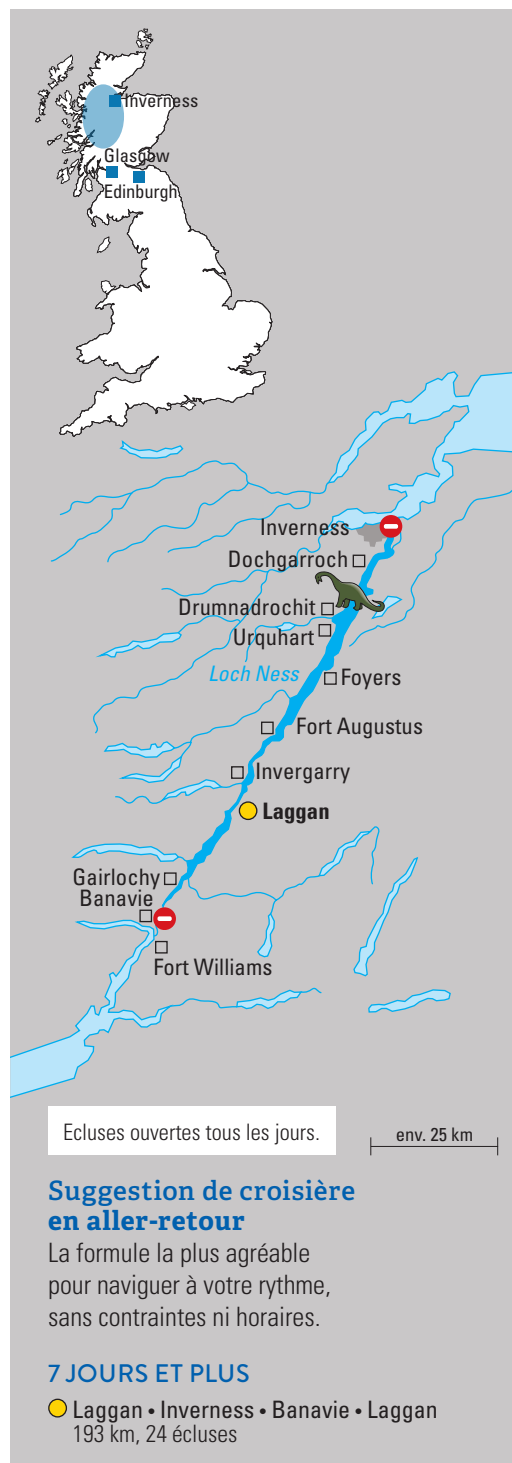 Inverness
Glasgow
Edinburgh
Inverness
Dochgarroch
Drumnadrochit
Urquhart
Loch Ness
Foyers
Fort Augustus
Invergarry
Laggan
Gairlochy
Banavie
Fort Williams
Ecluses ouvertes tous les jours.
env. 25 km
Suggestion de croisière
en aller-retour
La formule la plus agréable
pour naviguer à votre rythme,
sans contraintes ni horaires.
7 JOURS ET PLUS
Laggan • Inverness • Banavie • Laggan
193 km, 24 écluses